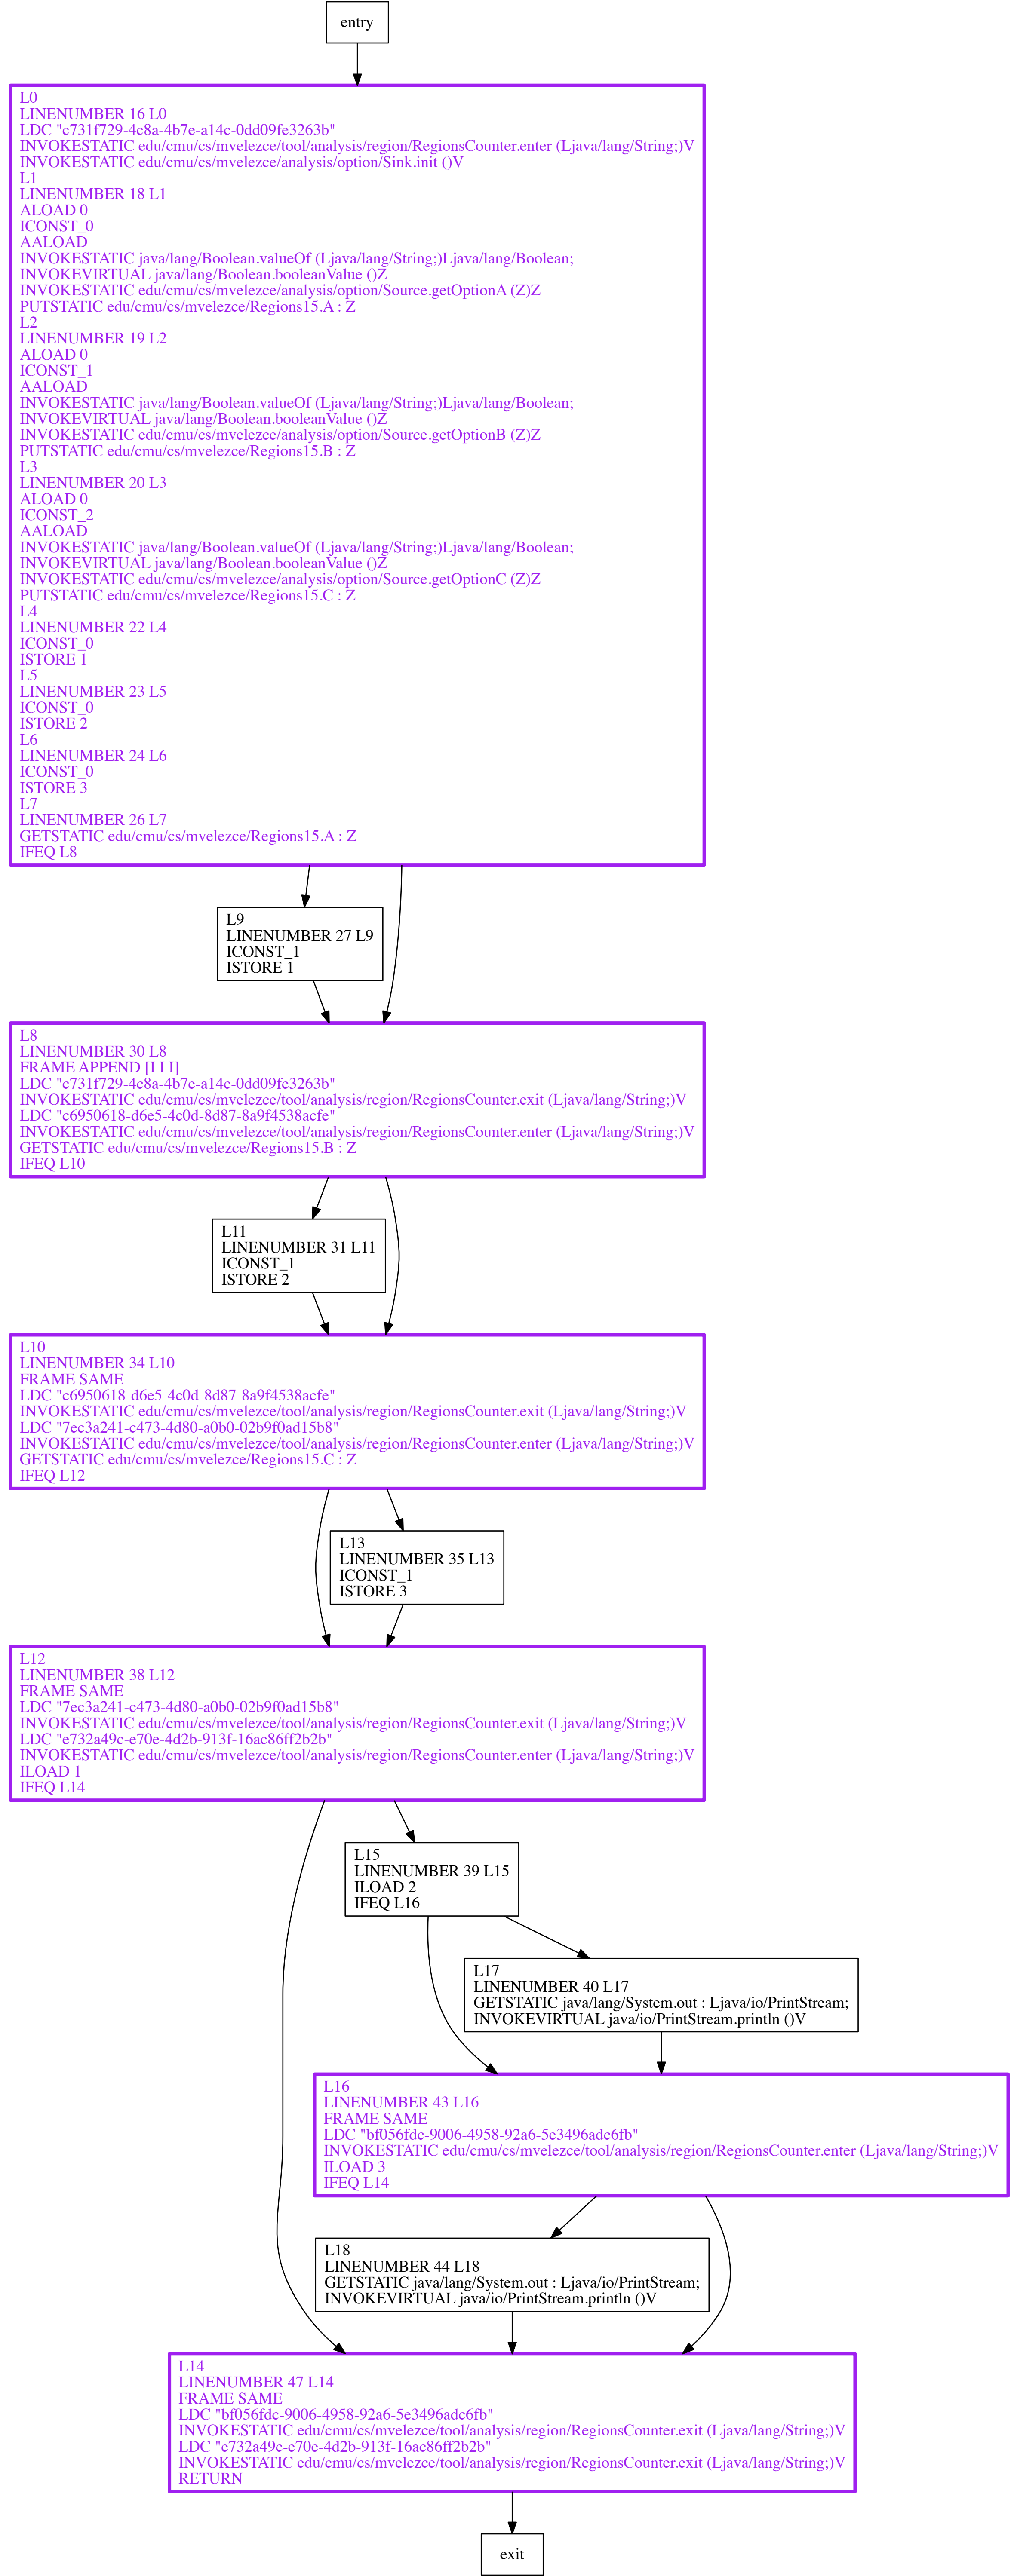 entry
L0
LINENUMBER 16 L0
LDC "c731f729-4c8a-4b7e-a14c-0dd09fe3263b"
INVOKESTATIC edu/cmu/cs/mvelezce/tool/analysis/region/RegionsCounter.enter (Ljava/lang/String;)V
INVOKESTATIC edu/cmu/cs/mvelezce/analysis/option/Sink.init ()V
L1
LINENUMBER 18 L1
ALOAD 0
ICONST_0
AALOAD
INVOKESTATIC java/lang/Boolean.valueOf (Ljava/lang/String;)Ljava/lang/Boolean;
INVOKEVIRTUAL java/lang/Boolean.booleanValue ()Z
INVOKESTATIC edu/cmu/cs/mvelezce/analysis/option/Source.getOptionA (Z)Z
PUTSTATIC edu/cmu/cs/mvelezce/Regions15.A : Z
L2
LINENUMBER 19 L2
ALOAD 0
ICONST_1
AALOAD
INVOKESTATIC java/lang/Boolean.valueOf (Ljava/lang/String;)Ljava/lang/Boolean;
INVOKEVIRTUAL java/lang/Boolean.booleanValue ()Z
INVOKESTATIC edu/cmu/cs/mvelezce/analysis/option/Source.getOptionB (Z)Z
PUTSTATIC edu/cmu/cs/mvelezce/Regions15.B : Z
L3
LINENUMBER 20 L3
ALOAD 0
ICONST_2
AALOAD
INVOKESTATIC java/lang/Boolean.valueOf (Ljava/lang/String;)Ljava/lang/Boolean;
INVOKEVIRTUAL java/lang/Boolean.booleanValue ()Z
INVOKESTATIC edu/cmu/cs/mvelezce/analysis/option/Source.getOptionC (Z)Z
PUTSTATIC edu/cmu/cs/mvelezce/Regions15.C : Z
L4
LINENUMBER 22 L4
ICONST_0
ISTORE 1
L5
LINENUMBER 23 L5
ICONST_0
ISTORE 2
L6
LINENUMBER 24 L6
ICONST_0
ISTORE 3
L7
LINENUMBER 26 L7
GETSTATIC edu/cmu/cs/mvelezce/Regions15.A : Z
IFEQ L8
L9
LINENUMBER 27 L9
ICONST_1
ISTORE 1
L8
LINENUMBER 30 L8
FRAME APPEND [I I I]
LDC "c731f729-4c8a-4b7e-a14c-0dd09fe3263b"
INVOKESTATIC edu/cmu/cs/mvelezce/tool/analysis/region/RegionsCounter.exit (Ljava/lang/String;)V
LDC "c6950618-d6e5-4c0d-8d87-8a9f4538acfe"
INVOKESTATIC edu/cmu/cs/mvelezce/tool/analysis/region/RegionsCounter.enter (Ljava/lang/String;)V
GETSTATIC edu/cmu/cs/mvelezce/Regions15.B : Z
IFEQ L10
L11
LINENUMBER 31 L11
ICONST_1
ISTORE 2
L10
LINENUMBER 34 L10
FRAME SAME
LDC "c6950618-d6e5-4c0d-8d87-8a9f4538acfe"
INVOKESTATIC edu/cmu/cs/mvelezce/tool/analysis/region/RegionsCounter.exit (Ljava/lang/String;)V
LDC "7ec3a241-c473-4d80-a0b0-02b9f0ad15b8"
INVOKESTATIC edu/cmu/cs/mvelezce/tool/analysis/region/RegionsCounter.enter (Ljava/lang/String;)V
GETSTATIC edu/cmu/cs/mvelezce/Regions15.C : Z
IFEQ L12
L13
LINENUMBER 35 L13
ICONST_1
ISTORE 3
L12
LINENUMBER 38 L12
FRAME SAME
LDC "7ec3a241-c473-4d80-a0b0-02b9f0ad15b8"
INVOKESTATIC edu/cmu/cs/mvelezce/tool/analysis/region/RegionsCounter.exit (Ljava/lang/String;)V
LDC "e732a49c-e70e-4d2b-913f-16ac86ff2b2b"
INVOKESTATIC edu/cmu/cs/mvelezce/tool/analysis/region/RegionsCounter.enter (Ljava/lang/String;)V
ILOAD 1
IFEQ L14
L15
LINENUMBER 39 L15
ILOAD 2
IFEQ L16
L17
LINENUMBER 40 L17
GETSTATIC java/lang/System.out : Ljava/io/PrintStream;
INVOKEVIRTUAL java/io/PrintStream.println ()V
L16
LINENUMBER 43 L16
FRAME SAME
LDC "bf056fdc-9006-4958-92a6-5e3496adc6fb"
INVOKESTATIC edu/cmu/cs/mvelezce/tool/analysis/region/RegionsCounter.enter (Ljava/lang/String;)V
ILOAD 3
IFEQ L14
L18
LINENUMBER 44 L18
GETSTATIC java/lang/System.out : Ljava/io/PrintStream;
INVOKEVIRTUAL java/io/PrintStream.println ()V
L14
LINENUMBER 47 L14
FRAME SAME
LDC "bf056fdc-9006-4958-92a6-5e3496adc6fb"
INVOKESTATIC edu/cmu/cs/mvelezce/tool/analysis/region/RegionsCounter.exit (Ljava/lang/String;)V
LDC "e732a49c-e70e-4d2b-913f-16ac86ff2b2b"
INVOKESTATIC edu/cmu/cs/mvelezce/tool/analysis/region/RegionsCounter.exit (Ljava/lang/String;)V
RETURN
exit